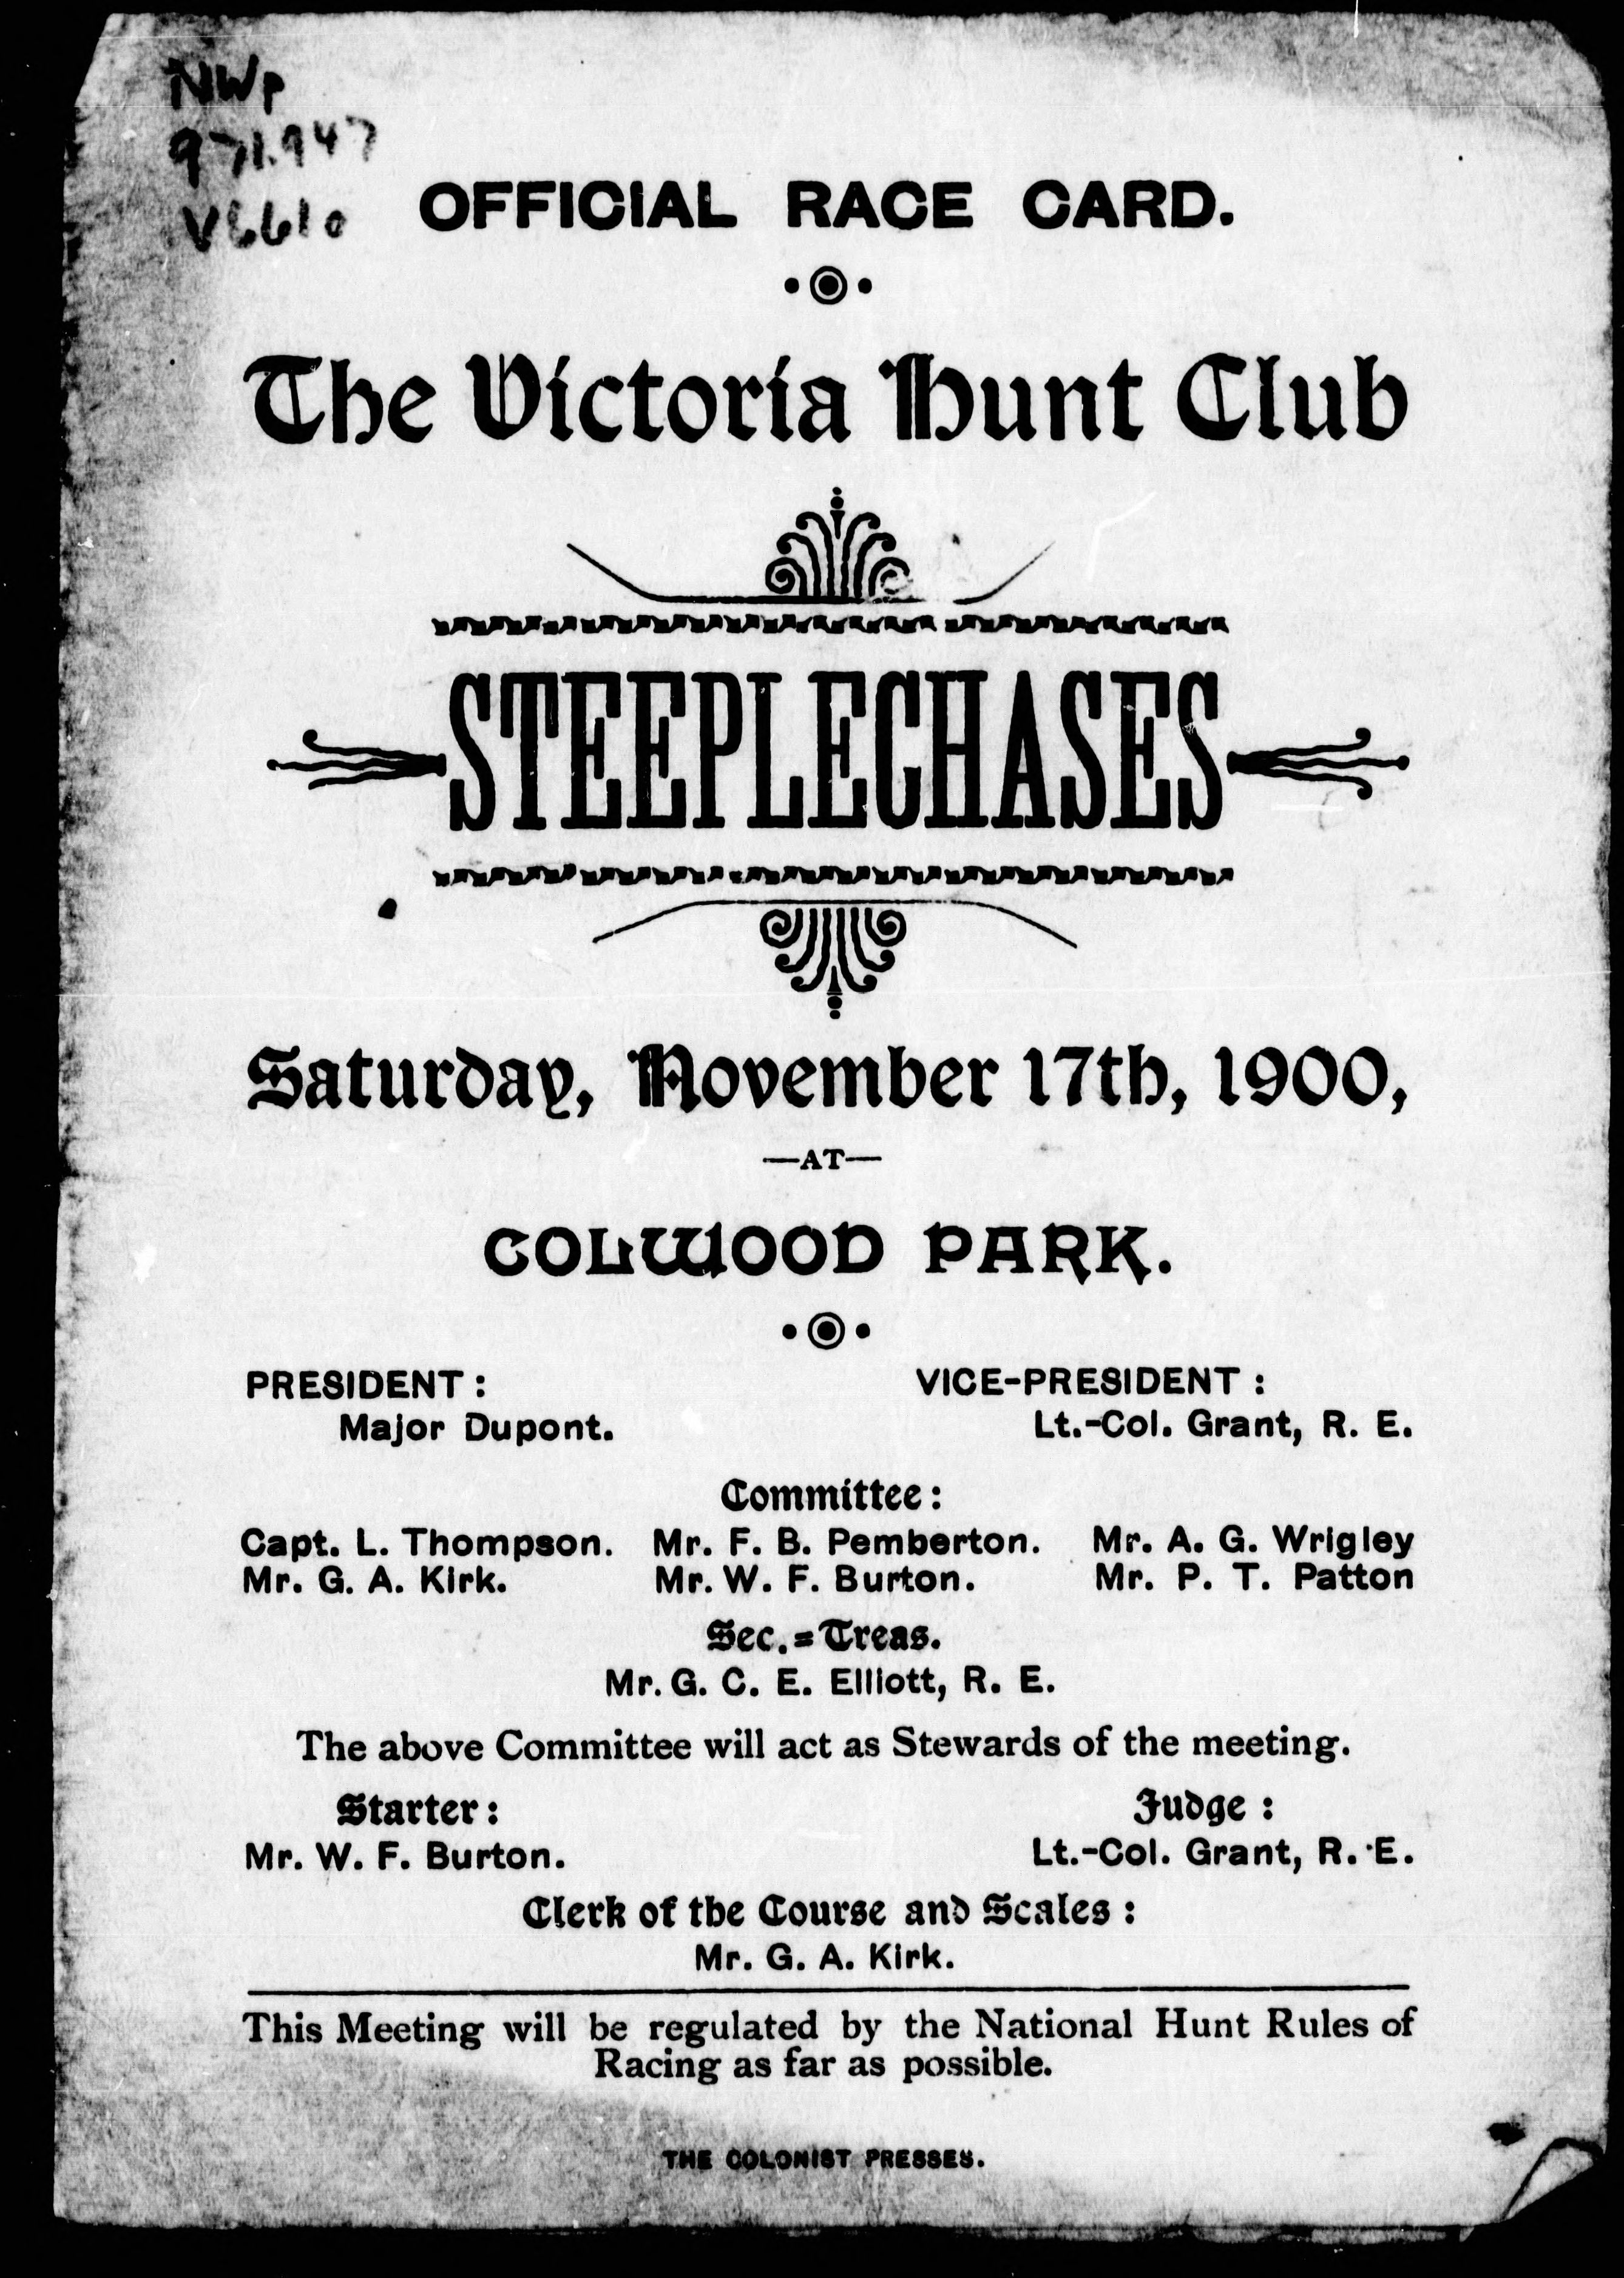 NWp
971.947
V661o
OFFICIAL RACE CARD.
The Victoria Hunt Club
STEEPLECHASES
Saturday, November 17th, 1900,
—AT—
COLWOOD PARK.
PRESIDENT: VICE-PRESIDENT:
Major Dupont. Lt.-Col. Grant, R. E.
Committee:
Capt. L. Thompson. Mr. F. B. Pemberton. Mr. A. G. Wrigley
Mr. G. A. Kirk. Mr. W. F. Burton. Mr. P. T. Patton
Sec.=Treas.
Mr. G. C. E. Elliott, R. E.
The above Committee will act as Stewards of the meeting.
Starter: Judge:
Mr. W. F. Burton. Lt.-Col. Grant, R. E.
Clerk of the Course and Scales:
Mr. G. A. Kirk.
This Meeting will be regulated by the National Hunt Rules of
Racing as far as possible.
THE COLONIST PRESSES.